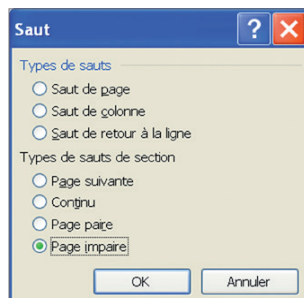 Saut
Types de sauts
Saut de page
Saut de colonne
Saut de retour à la ligne
Types de sauts de section
Page suivante
Continu
Page paire
Page impaire
OK
Annuler